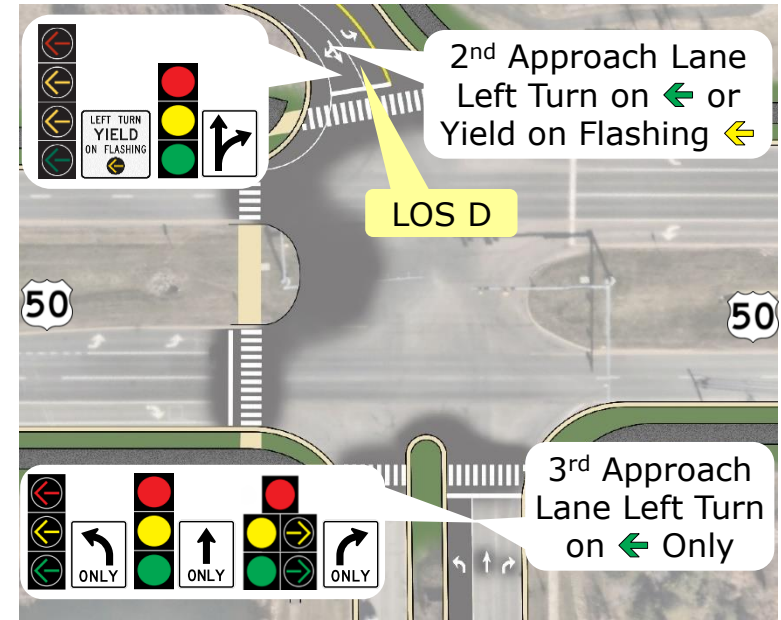 LEFT TURN
YIELD
ON FLASHING
2nd Approach Lane
Left Turn on or
Yield on Flashing
LOS D
50
50
ONLY
ONLY
ONLY
3rd Approach
Lane Left Turn
on Only